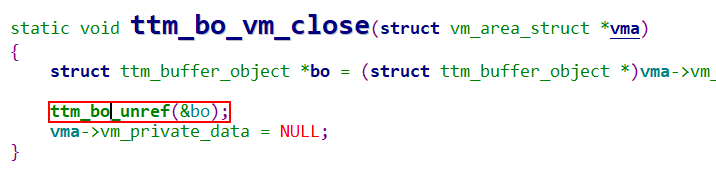 static void ttm_bo_vm_close(struct vm_area_struct *vma)
{
struct ttm_buffer_object *bo = (struct ttm_buffer_object *)vma->vm_
ttm_bo_unref(&bo);
vma->vm_private_data = NULL;
}